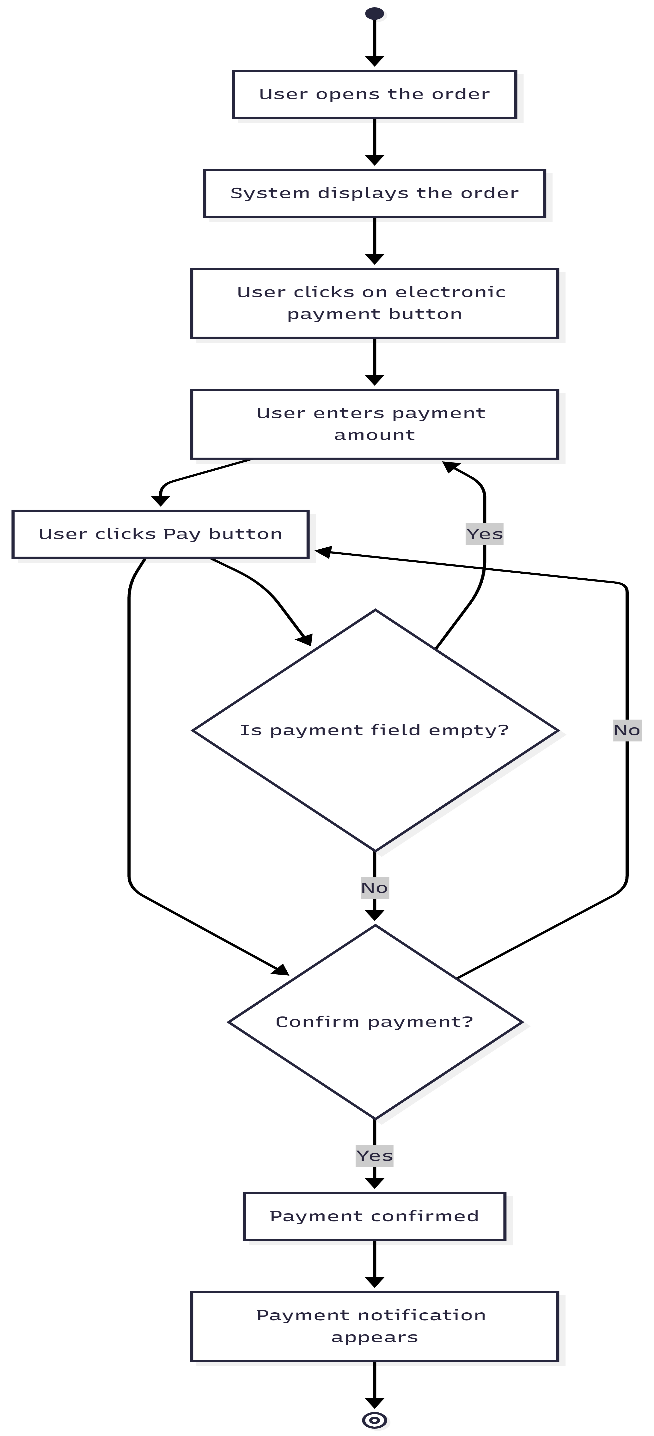 User opens the order
System displays the order
User clicks on electronic
payment button
User enters payment
amount
User clicks Pay button
Yes
Is payment field empty?
No
No
Confirm payment?
Yes
Payment confirmed
Payment notification
appears